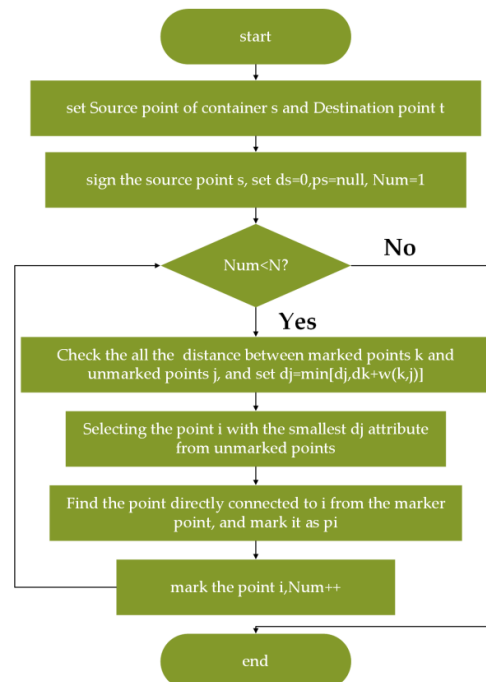 start
set Source point of container s and Destination point t
sign the source point s, set ds=0,ps=null, Num=1
Num<N?
No
Yes
Check the all the distance between marked points k and
unmarked points j, and set dj=min[dj,dk+w(k,j)]
Selecting the point i with the smallest dj attribute
from unmarked points
Find the point directly connected to i from the marker
point, and mark it as pi
mark the point i,Num++
end